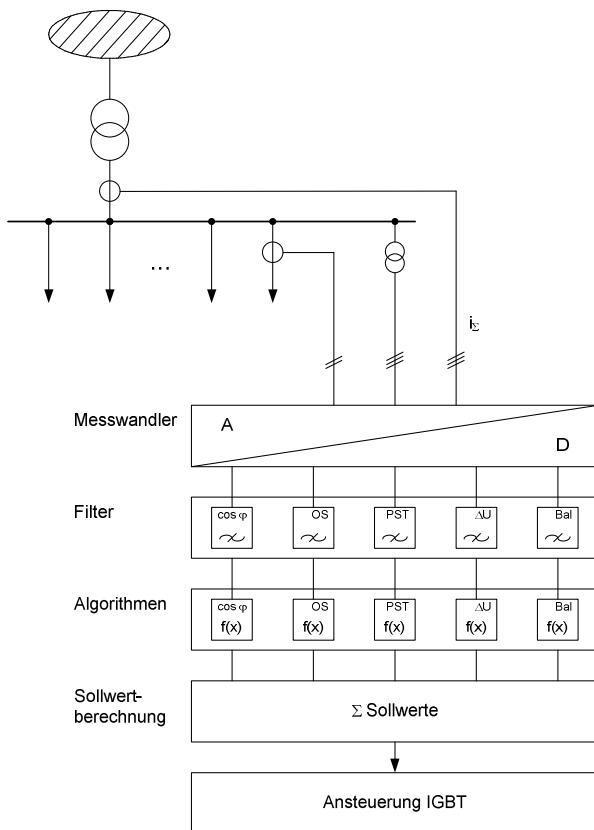 ...
iΣ
Messwandler
A
D
Filter
cos φ
OS
PST
ΔU
Bal
Algorithmen
cos φ
OS
PST
ΔU
Bal
f(x)
f(x)
f(x)
f(x)
f(x)
Sollwert-
berechnung
Σ Sollwerte
Ansteuerung IGBT